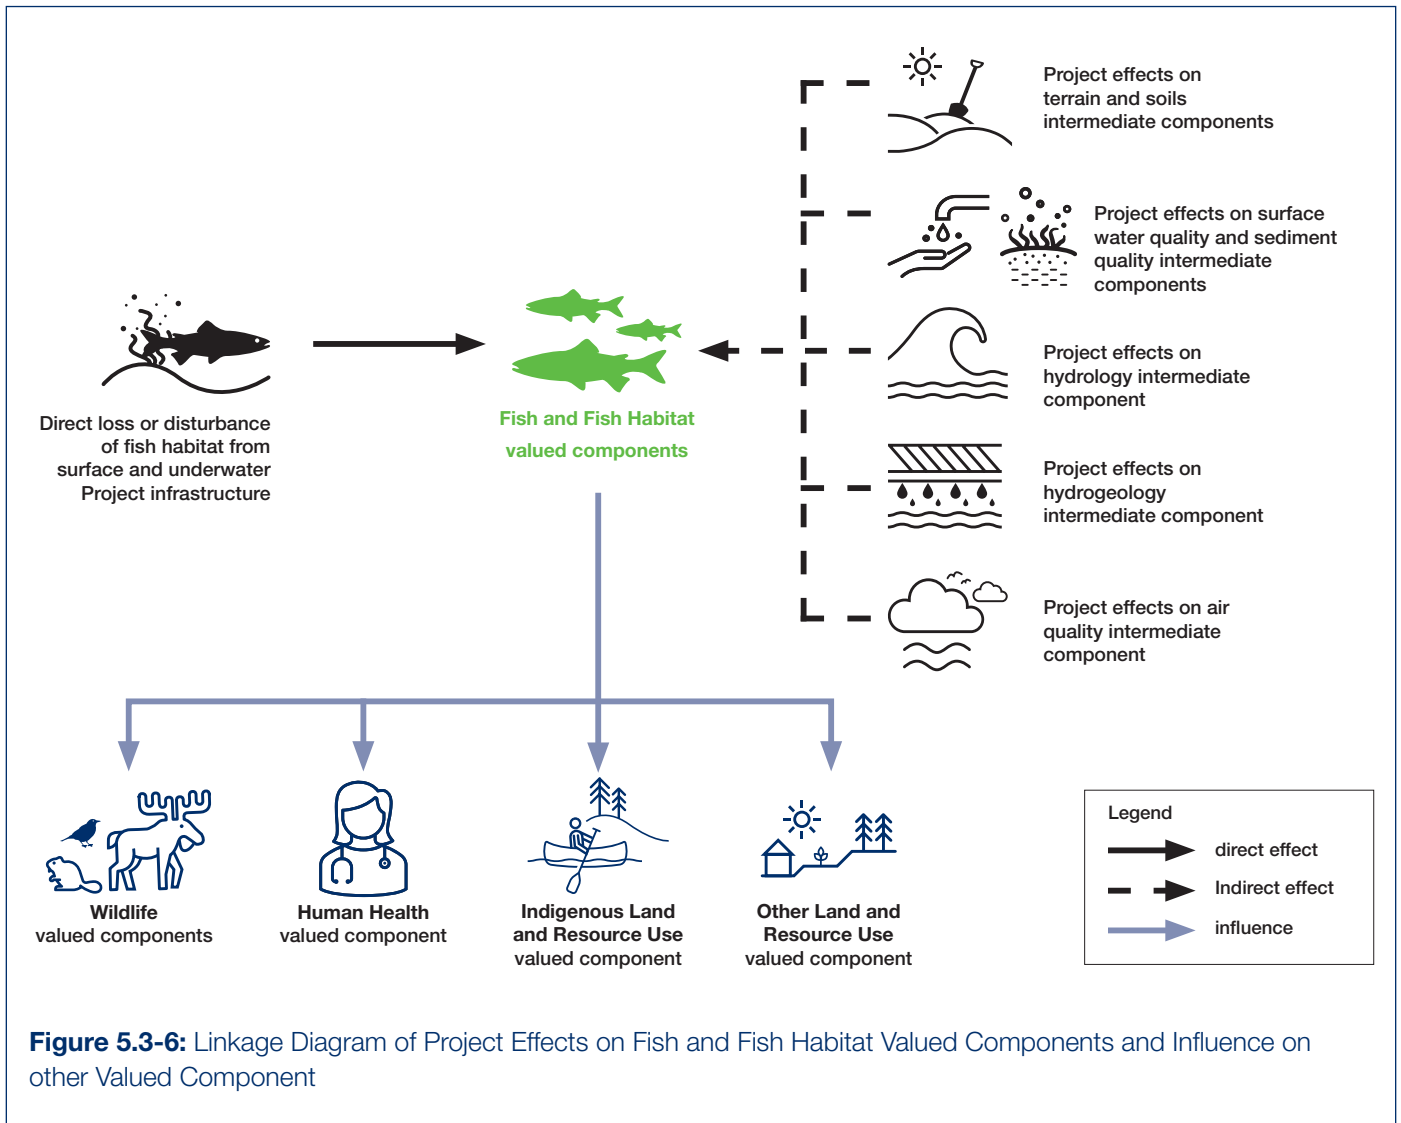 Project effects on
terrain and soils
intermediate components
Project effects on surface
water quality and sediment
quality intermediate
components
Project effects on
hydrology intermediate
component
Project effects on
hydrogeology
intermediate component
Project effects on air
quality intermediate
component
Direct loss or disturbance
of fish habitat from
surface and underwater
Project infrastructure
Fish and Fish Habitat
valued components
Wildlife
valued components
Human Health
valued component
Indigenous Land
and Resource Use
valued component
Other Land and
Resource Use
valued component
Legend
direct effect
Indirect effect
influence
Figure 5.3-6: Linkage Diagram of Project Effects on Fish and Fish Habitat Valued Components and Influence on
other Valued Component